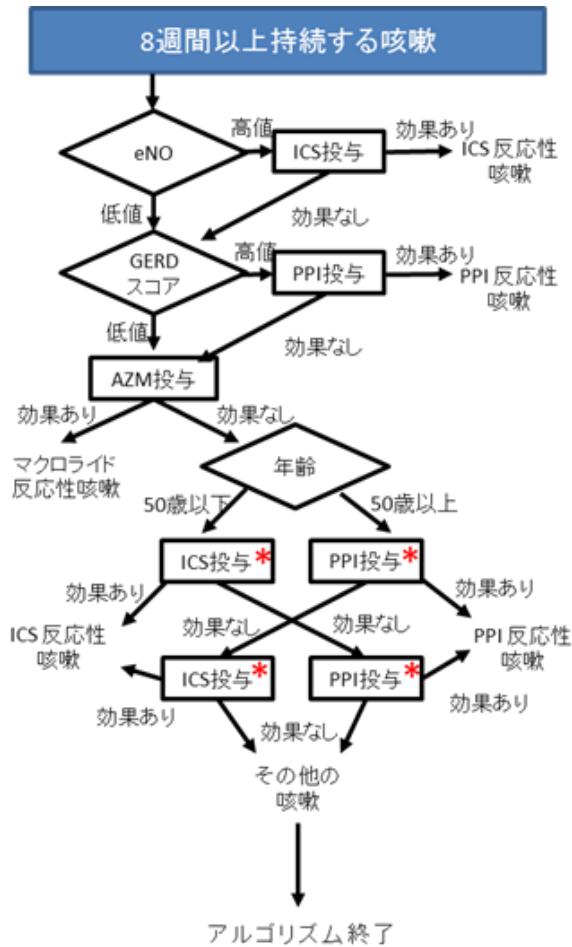 8週間以上持続する咳嗽
eNO
高値
ICS投与
効果あり
ICS反応性
咳嗽
低値
効果なし
GERD
スコア
高値
PPI投与
効果あり
PPI反応性
咳嗽
低値
効果なし
AZM投与
効果あり
効果なし
マクロライド
反応性咳嗽
年齢
50歳以下
50歳以上
ICS投与*
PPI投与*
効果あり
効果あり
ICS反応性
咳嗽
効果なし
効果なし
PPI反応性
咳嗽
ICS投与*
PPI投与*
効果あり
効果なし
効果あり
その他の
咳嗽
アルゴリズム終了